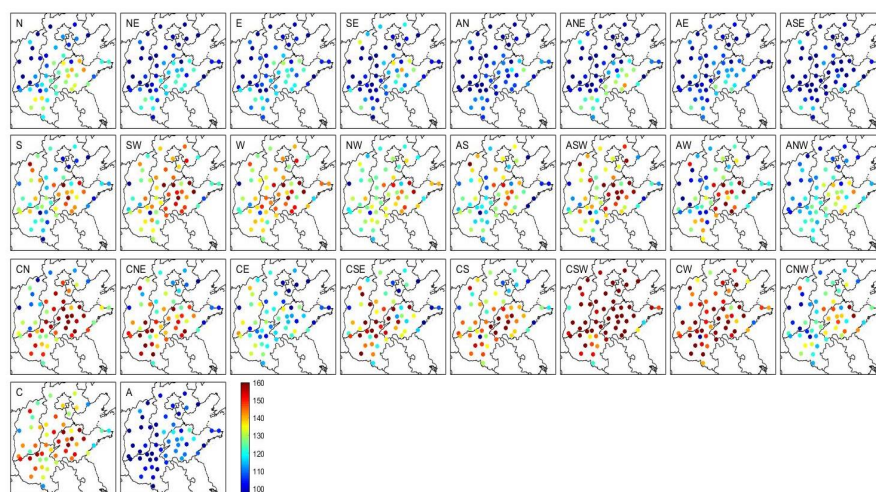 N NE E SE AN ANE AE ASE
S SW W NW AS ASW AW ANW
CN CNE CE CSE CS CSW CW CNW
C A
160
150
140
130
120
110
100